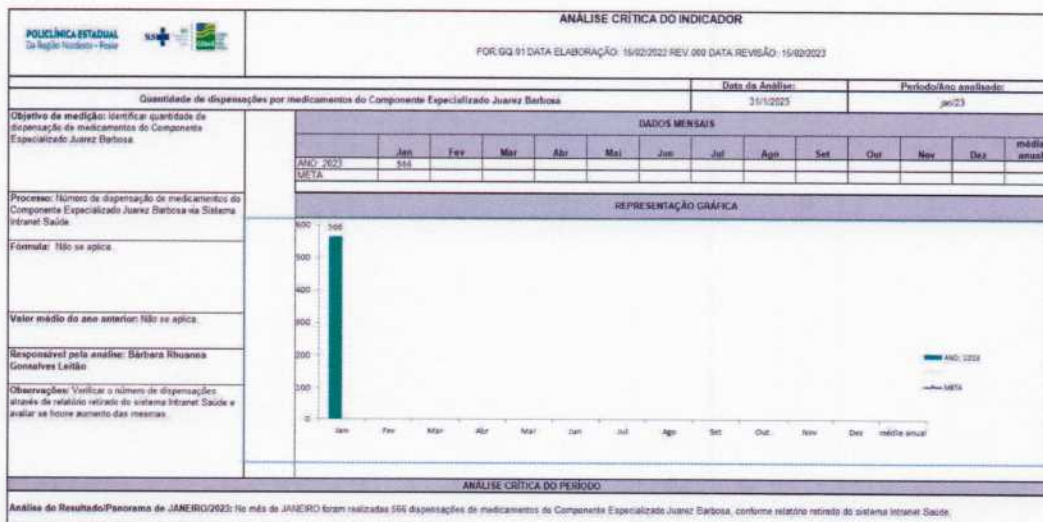 POLICLÍNICA ESTADUAL
Da Região Nordeste - Posse
SUS
ANÁLISE CRÍTICA DO INDICADOR
FOR.GQ.01 DATA ELABORAÇÃO: 15/02/2022 REV.000 DATA REVISÃO: 15/02/2023
Quantidade de dispensações por medicamentos do Componente Especializado Juarez Barbosa
Data da Análise:
Período/Ano analisado:
31/1/2023
jan/23
Objetivo de medição: Identificar quantidade de
dispensação de medicamentos do Componente
Especializado Juarez Barbosa.
DADOS MENSAIS
Jan Fev Mar Abr Mai Jun Jul Ago Set Out Nov Dez média anual
ANO_2023 566
META
Processo: Número de dispensação de medicamentos do
Componente Especializado Juarez Barbosa via Sistema
Intranet Saúde.
Fórmula: Não se aplica.
Valor médio do ano anterior: Não se aplica.
Responsável pela análise: Bárbara Rhuanna
Gonsalves Leitão
Observações: Verificar o número de dispensações
através de relatório retirado do sistema Intranet Saúde e
avaliar se houve aumento das mesmas.
REPRESENTAÇÃO GRÁFICA
600
566
500
400
300
200
100
0
Jan Fev Mar Abr Mai Jun Jul Ago Set Out Nov Dez média anual
ANO_2023
META
ANÁLISE CRÍTICA DO PERÍODO
Análise do Resultado/Panorama de JANEIRO/2023: No mês de JANEIRO foram realizadas 566 dispensações de medicamentos do Componente Especializado Juarez Barbosa, conforme relatório retirado do sistema Intranet Saúde.